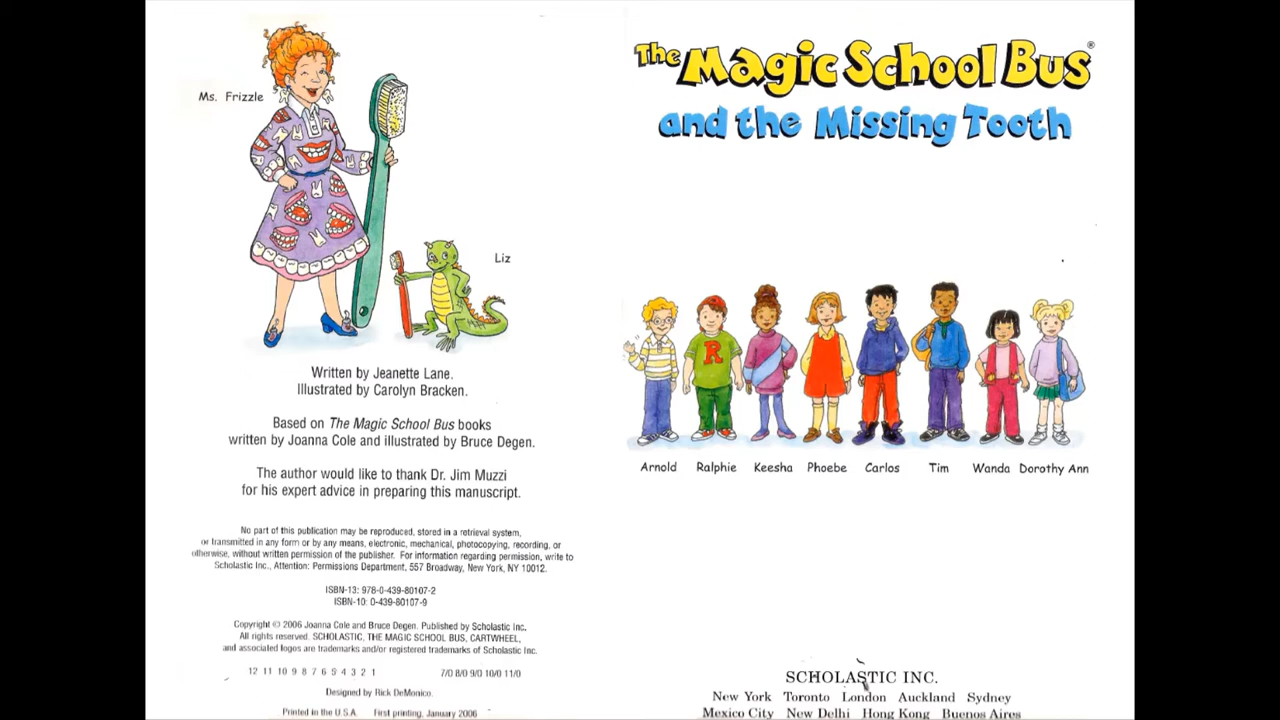 Ms. Frizzle
Liz
Written by Jeanette Lane.
Illustrated by Carolyn Bracken.
Based on The Magic School Bus books
written by Joanna Cole and illustrated by Bruce Degen.
The author would like to thank Dr. Jim Muzzi
for his expert advice in preparing this manuscript.
No part of this publication may be reproduced, stored in a retrieval system,
or transmitted in any form or by any means, electronic, mechanical, photocopying, recording, or
otherwise, without written permission of the publisher. For information regarding permission, write to
Scholastic Inc., Attention: Permissions Department, 557 Broadway, New York, NY 10012.
ISBN-13: 978-0-439-80107-2
ISBN-10: 0-439-80107-9
Copyright © 2006 Joanna Cole and Bruce Degen. Published by Scholastic Inc.
All rights reserved. SCHOLASTIC, THE MAGIC SCHOOL BUS, CARTWHEEL,
and associated logos are trademarks and/or registered trademarks of Scholastic Inc.
12 11 10 9 8 7 6 5 4 3 2 1 7/0 8/0 9/0 10/0 11/0
Designed by Rick DeMonico.
Printed in the U.S.A. First printing, January 2006
The Magic School Bus®
and the Missing Tooth
R
Arnold Ralphie Keesha Phoebe Carlos Tim Wanda Dorothy Ann
SCHOLASTIC INC.
New York Toronto London Auckland Sydney
Mexico City New Delhi Hong Kong Buenos Aires